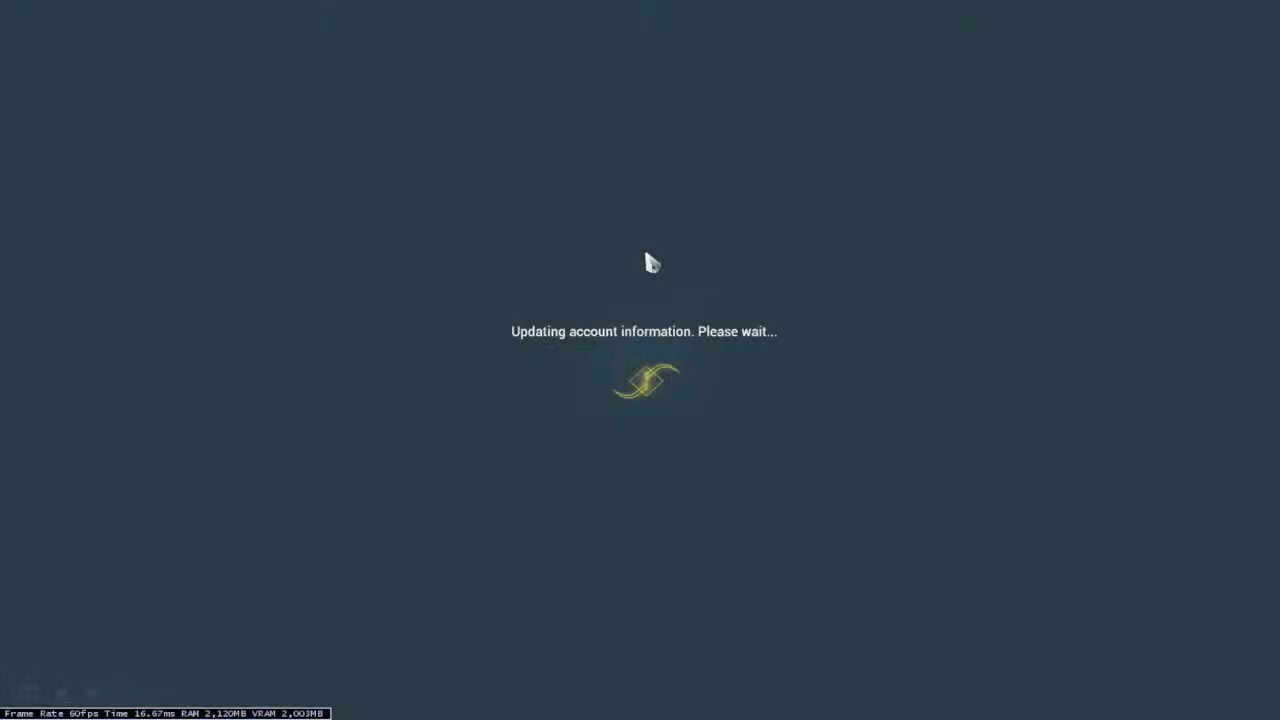 Updating account information. Please wait...
Frame Rate 60fps Time 16.67ms RAM 2,120MB VRAM 2,003MB